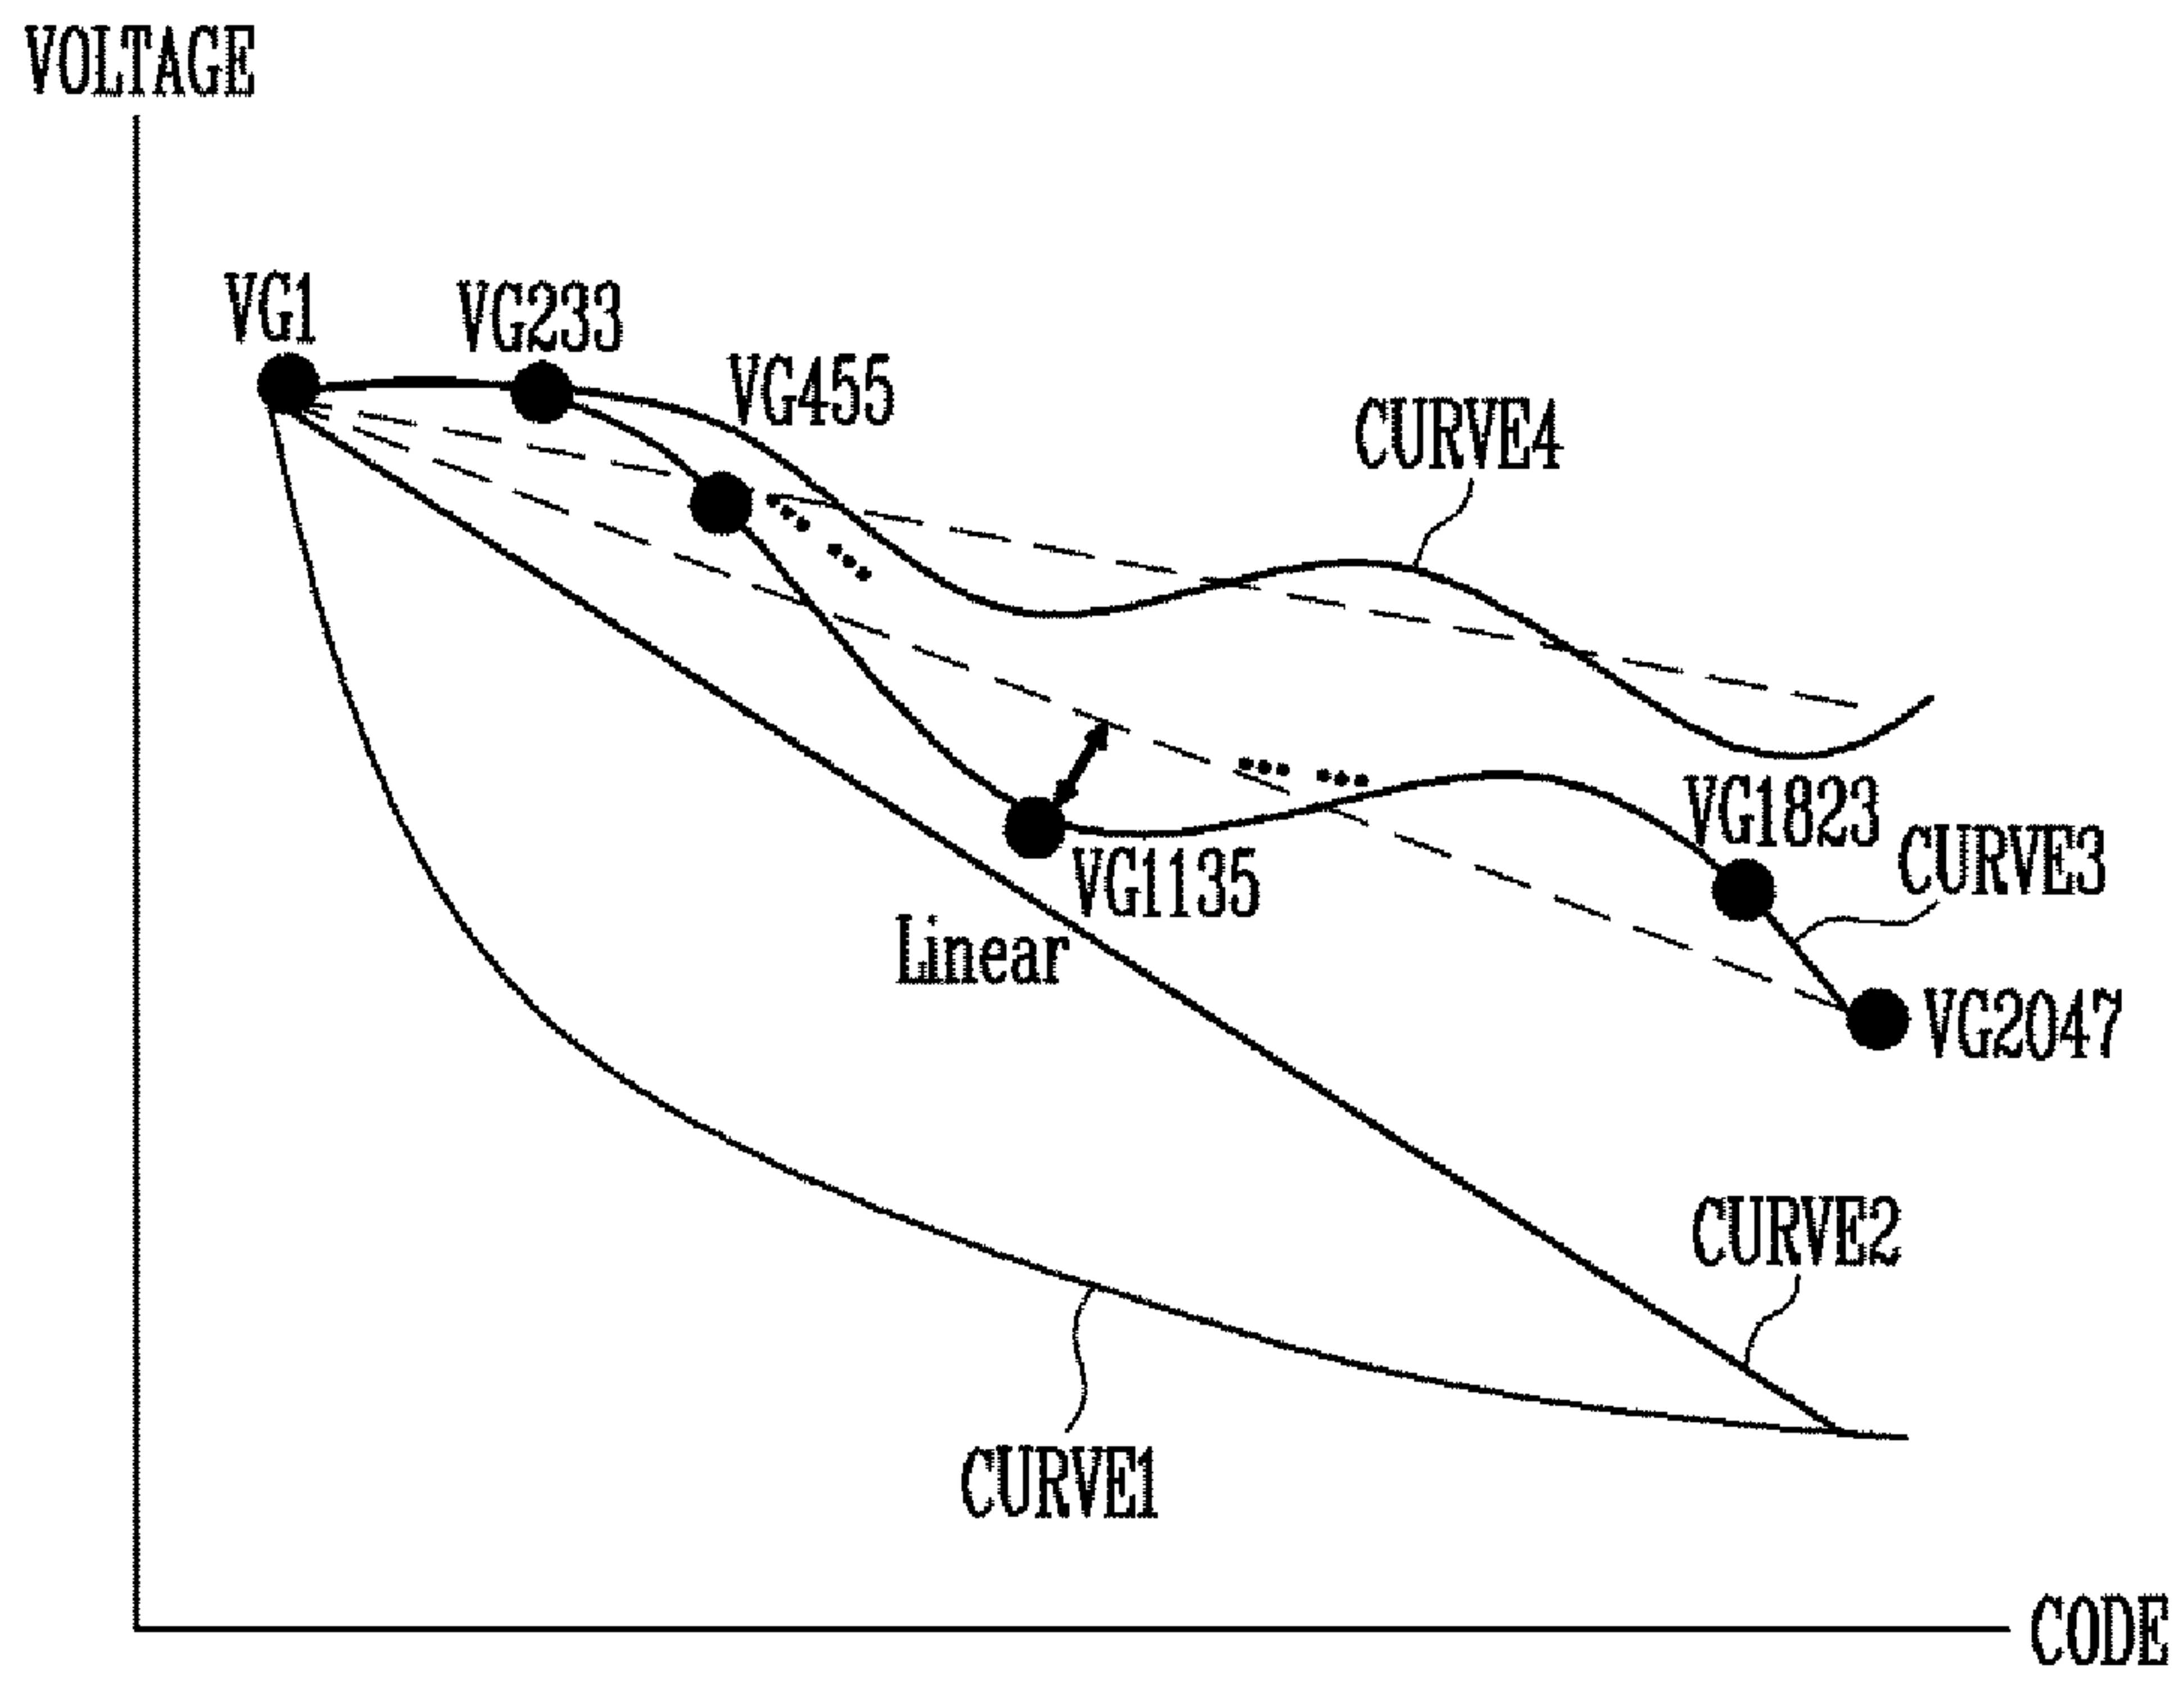 VOLTAGE
VG1
VG233
VG455
CURVE4
VG1823
CURVE3
VG1135
Linear
VG2047
CURVE2
CURVE1
CODE